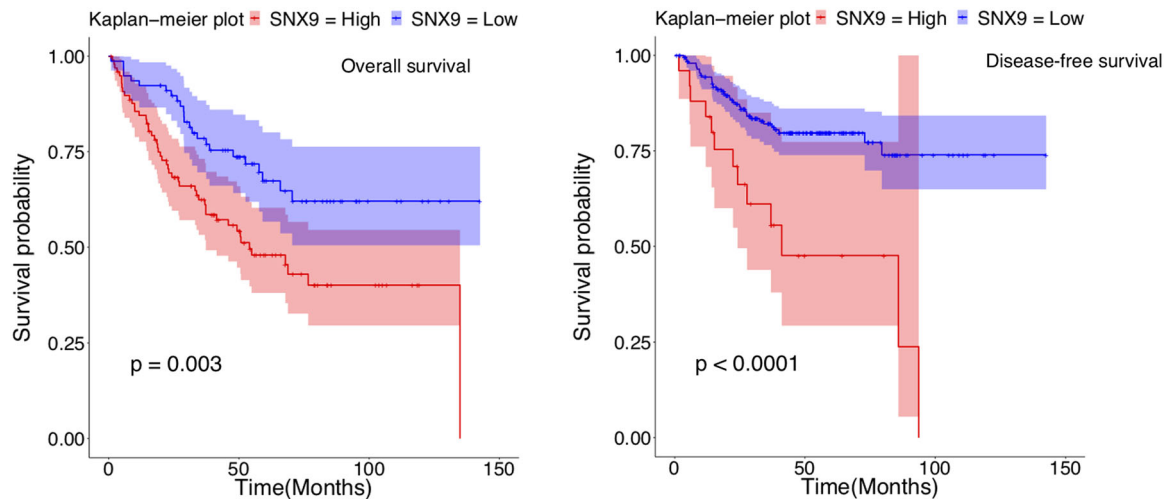 Kaplan−meier plot SNX9 = High SNX9 = Low
Overall survival
Survival probability
1.00
0.75
0.50
0.25
0.00
p = 0.003
0 50 100 150
Time(Months)
Kaplan−meier plot SNX9 = High SNX9 = Low
Disease-free survival
Survival probability
1.00
0.75
0.50
0.25
0.00
p < 0.0001
0 50 100 150
Time(Months)